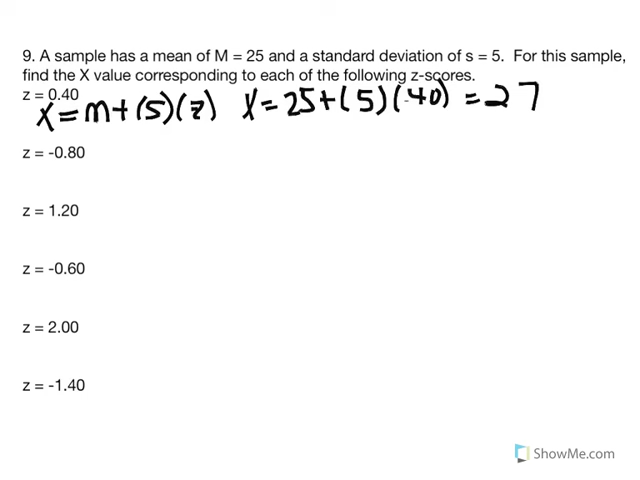 9. A sample has a mean of M = 25 and a standard deviation of s = 5. For this sample,
find the X value corresponding to each of the following z-scores.
z = 0.40
X = M + (S)(z) X = 25 + (5)(.40) = 27
z = -0.80
z = 1.20
z = -0.60
z = 2.00
z = -1.40
ShowMe.com